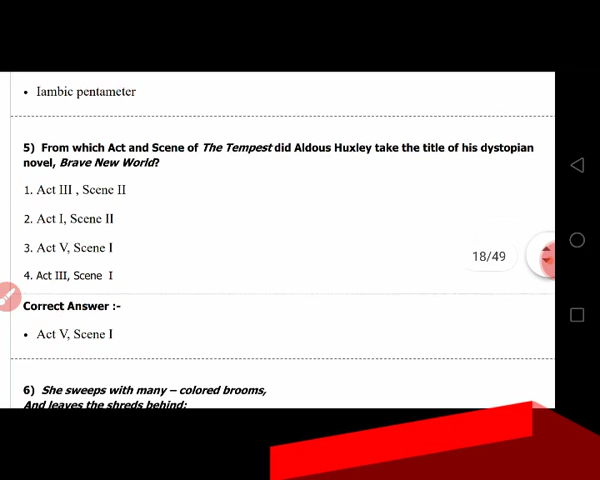 • Iambic pentameter
5) From which Act and Scene of The Tempest did Aldous Huxley take the title of his dystopian
novel, Brave New World?
1. Act III , Scene II
2. Act I, Scene II
3. Act V, Scene I
18/49
4. Act III, Scene I
Correct Answer :-
• Act V, Scene I
6) She sweeps with many – colored brooms,
And leaves the shreds behind;